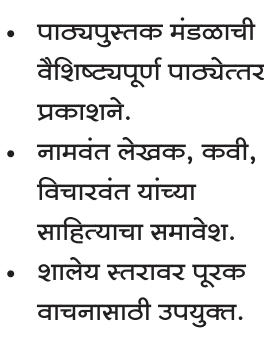 • पाठ्यपुस्तक मंडळाची
वैशिष्ट्यपूर्ण पाठ्येत्तर
प्रकाशने.
• नामवंत लेखक, कवी,
विचारवंत यांच्या
साहित्याचा समावेश.
• शालेय स्तरावर पूरक
वाचनासाठी उपयुक्त.